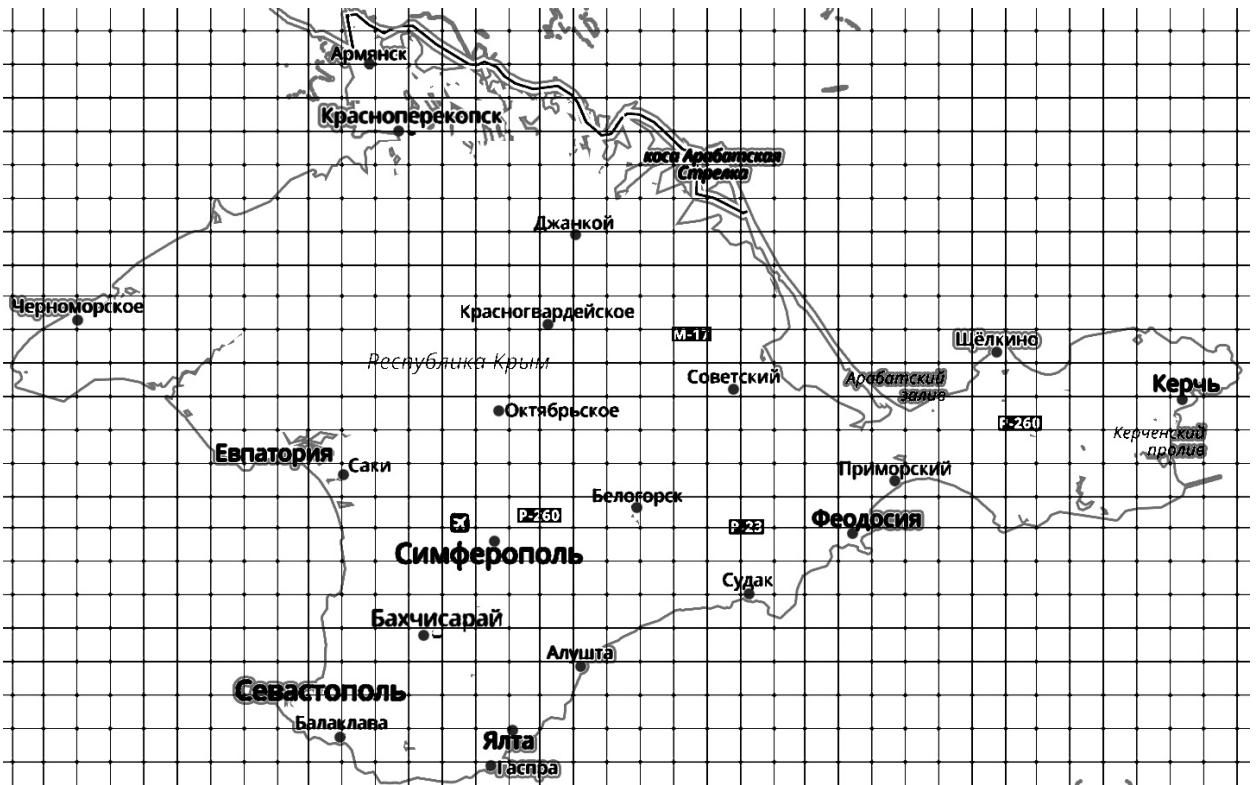 Армянск
Красноперекопск
коса Арабатская
Стрелка
Джанкой
Черноморское
Красногвардейское
М-17
Щёлкино
Республика Крым
Советский
Арабатский
залив
Керчь
Октябрьское
Р-260
Керченский
пролив
Евпатория
Саки
Приморский
Белогорск
Р-260
Р-23
Феодосия
Симферополь
Судак
Бахчисарай
Алушта
Севастополь
Балаклава
Ялта
Гаспра